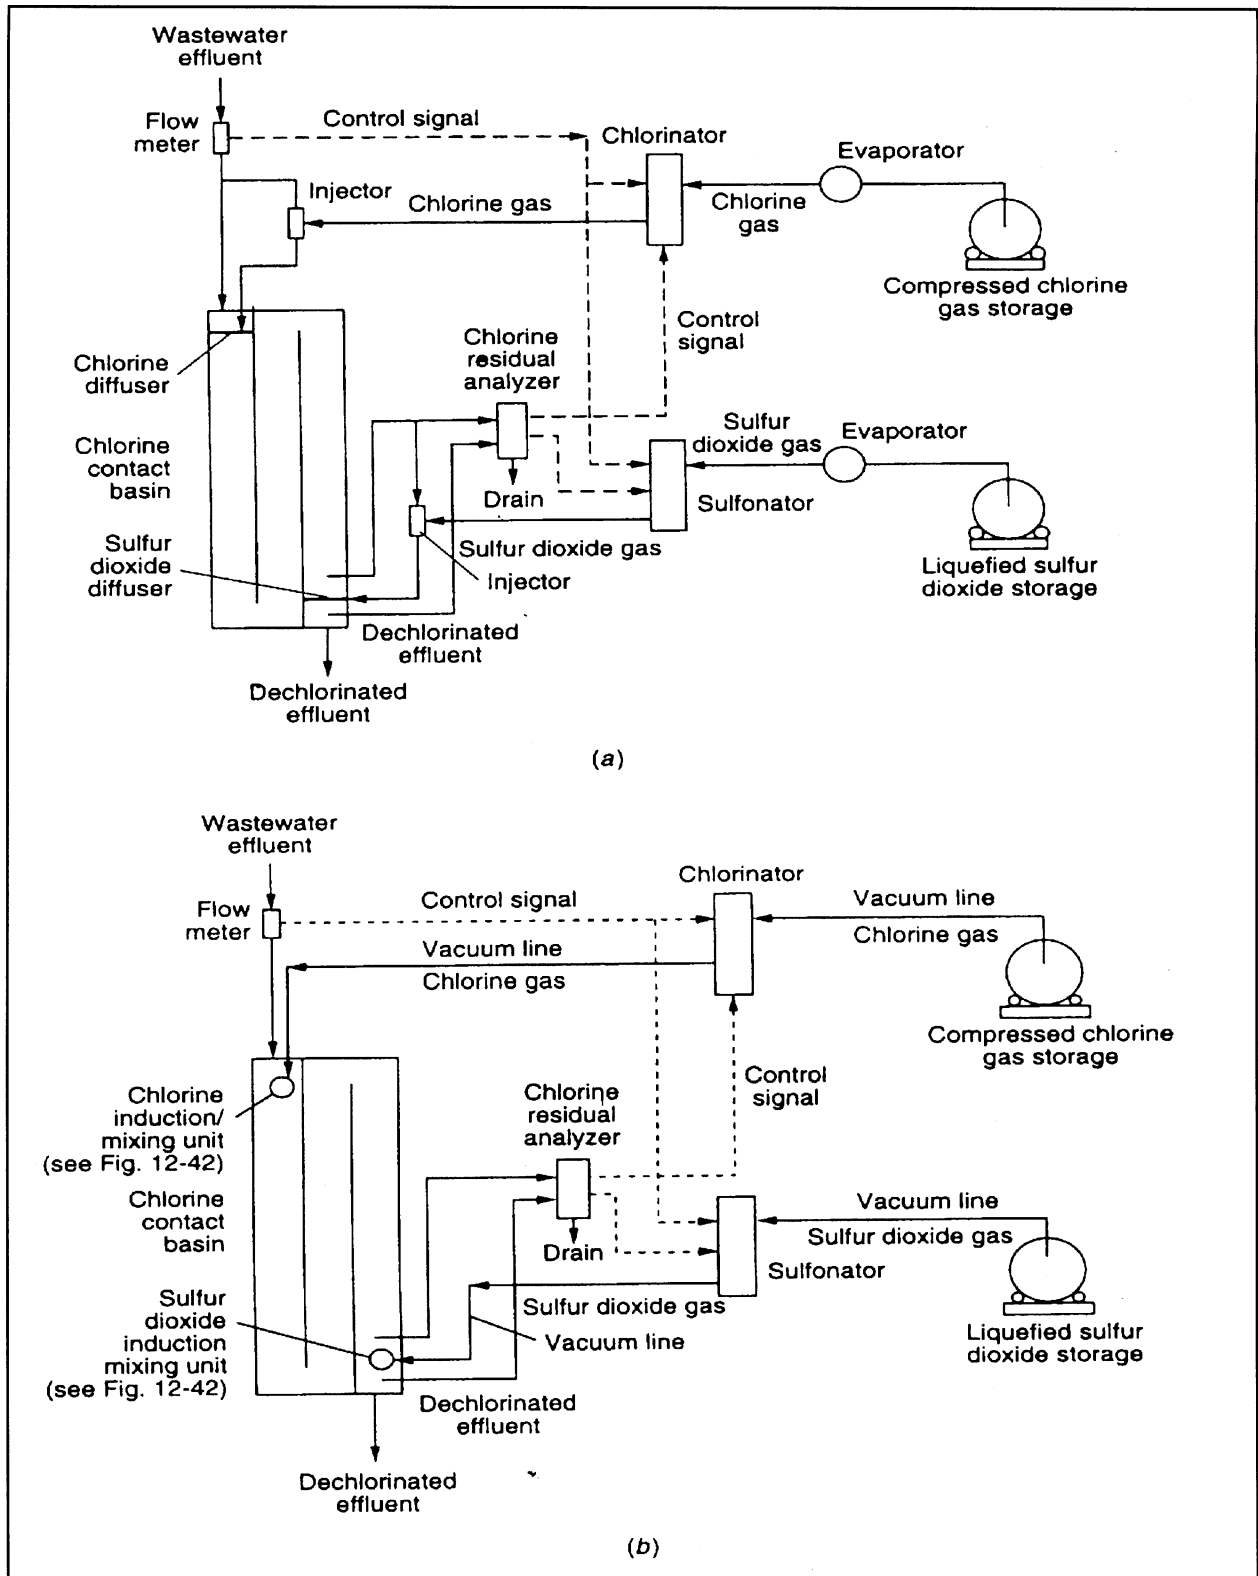 Wastewater
effluent
Flow
meter
Control signal
Chlorinator
Evaporator
Injector
Chlorine gas
Chlorine
gas
Compressed chlorine
gas storage
Chlorine
diffuser
Chlorine
residual
analyzer
Control
signal
Chlorine
contact
basin
Sulfur
dioxide gas
Evaporator
Drain
Sulfonator
Sulfur
dioxide
diffuser
Sulfur dioxide gas
Injector
Liquefied sulfur
dioxide storage
Dechlorinated
effluent
Dechlorinated
effluent
(a)
Wastewater
effluent
Flow
meter
Control signal
Chlorinator
Vacuum line
Chlorine gas
Vacuum line
Chlorine gas
Compressed chlorine
gas storage
Chlorine
induction/
mixing unit
(see Fig. 12-42)
Chlorine
residual
analyzer
Control
signal
Chlorine
contact
basin
Vacuum line
Sulfur dioxide gas
Drain
Sulfonator
Sulfur
dioxide
induction
mixing unit
(see Fig. 12-42)
Sulfur dioxide gas
Vacuum line
Liquefied sulfur
dioxide storage
Dechlorinated
effluent
Dechlorinated
effluent
(b)